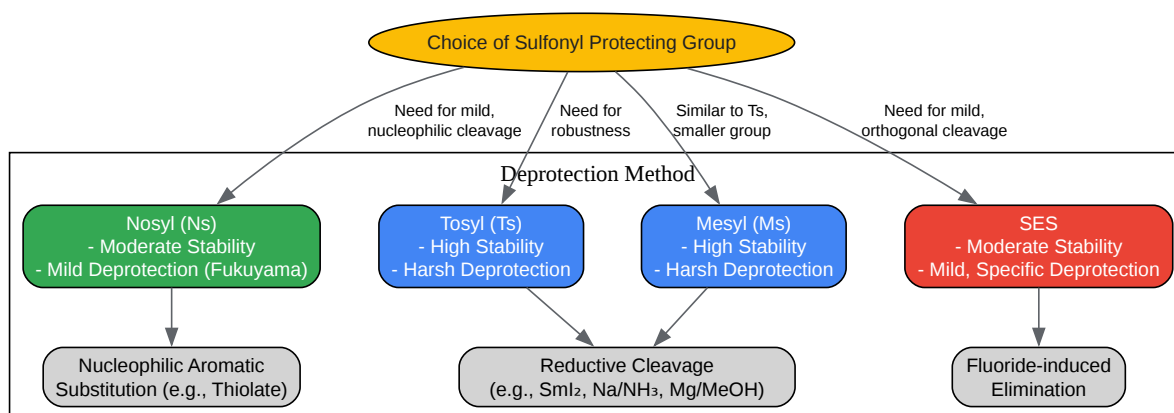 Choice of Sulfonyl Protecting Group
Need for mild,
nucleophilic cleavage
Need for
robustness
Similar to Ts,
smaller group
Need for mild,
orthogonal cleavage
Deprotection Method
Nosyl (Ns)
- Moderate Stability
- Mild Deprotection (Fukuyama)
Tosyl (Ts)
- High Stability
- Harsh Deprotection
Mesyl (Ms)
- High Stability
- Harsh Deprotection
SES
- Moderate Stability
- Mild, Specific Deprotection
Nucleophilic Aromatic
Substitution (e.g., Thiolate)
Reductive Cleavage
(e.g., SmI₂, Na/NH₃, Mg/MeOH)
Fluoride-induced
Elimination